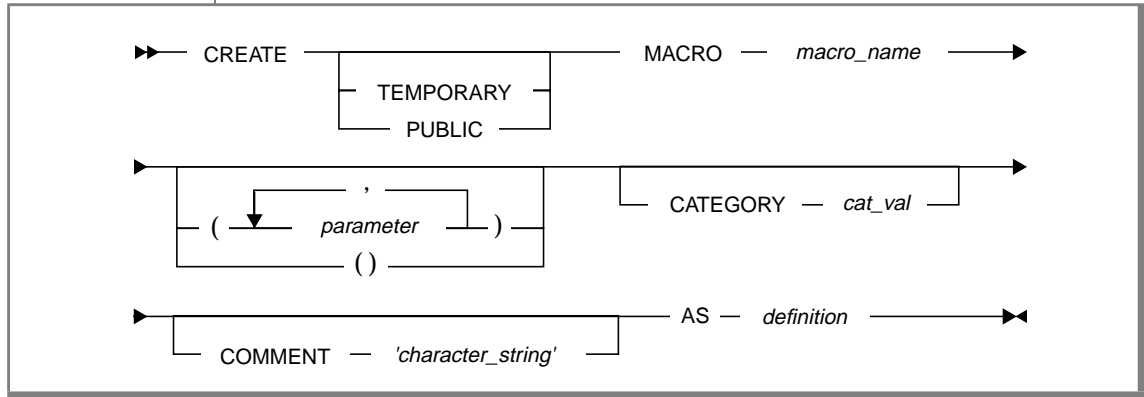 CREATE MACRO macro_name
TEMPORARY
PUBLIC
,
( parameter ) CATEGORY cat_val
( )
AS definition
COMMENT 'character_string'